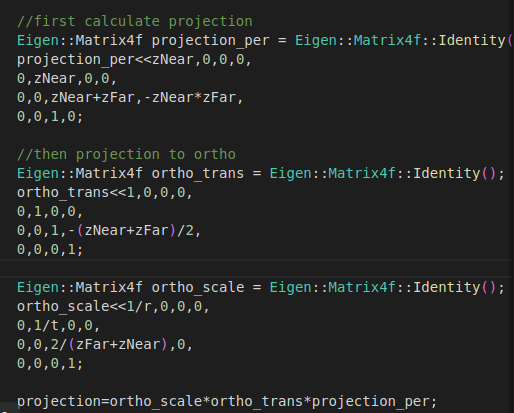 //first calculate projection
Eigen::Matrix4f projection_per = Eigen::Matrix4f::Identity(
projection_per<<zNear,0,0,0,
0,zNear,0,0,
0,0,zNear+zFar,-zNear*zFar,
0,0,1,0;
//then projection to ortho
Eigen::Matrix4f ortho_trans = Eigen::Matrix4f::Identity();
ortho_trans<<1,0,0,0,
0,1,0,0,
0,0,1,-(zNear+zFar)/2,
0,0,0,1;
Eigen::Matrix4f ortho_scale = Eigen::Matrix4f::Identity();
ortho_scale<<1/r,0,0,0,
0,1/t,0,0,
0,0,2/(zFar+zNear),0,
0,0,0,1;
projection=ortho_scale*ortho_trans*projection_per;